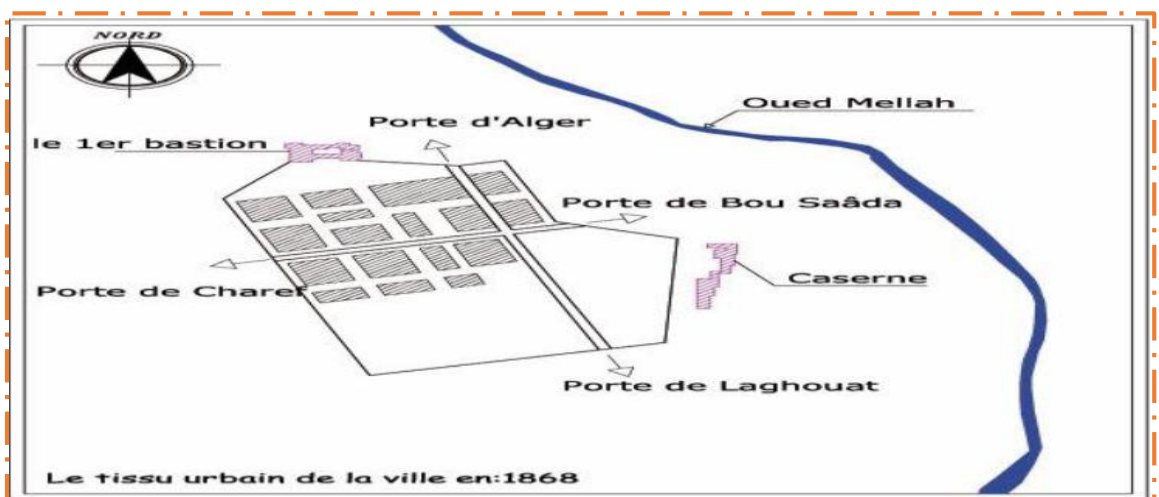 NORD
Oued Mellah
Porte d'Alger
le 1er bastion
Porte de Bou Saâda
Caserne
Porte de Charef
Porte de Laghouat
Le tissu urbain de la ville en:1868